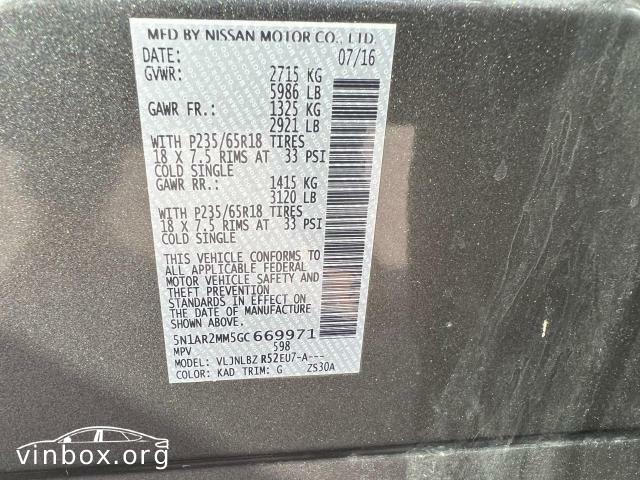 MFD BY NISSAN MOTOR CO., LTD.
DATE: 07/16
GVWR: 2715 KG
5986 LB
GAWR FR.: 1325 KG
2921 LB
WITH P235/65R18 TIRES
18 X 7.5 RIMS AT 33 PSI
COLD SINGLE
GAWR RR.: 1415 KG
3120 LB
WITH P235/65R18 TIRES
18 X 7.5 RIMS AT 33 PSI
COLD SINGLE
THIS VEHICLE CONFORMS TO
ALL APPLICABLE FEDERAL
MOTOR VEHICLE SAFETY AND
THEFT PREVENTION
STANDARDS IN EFFECT ON
THE DATE OF MANUFACTURE
SHOWN ABOVE.
5N1AR2MM5GC669971
MPV 598
MODEL: VLJNLBZ R52EU7-A---
COLOR: KAD TRIM: G ZS30A
vinbox.org